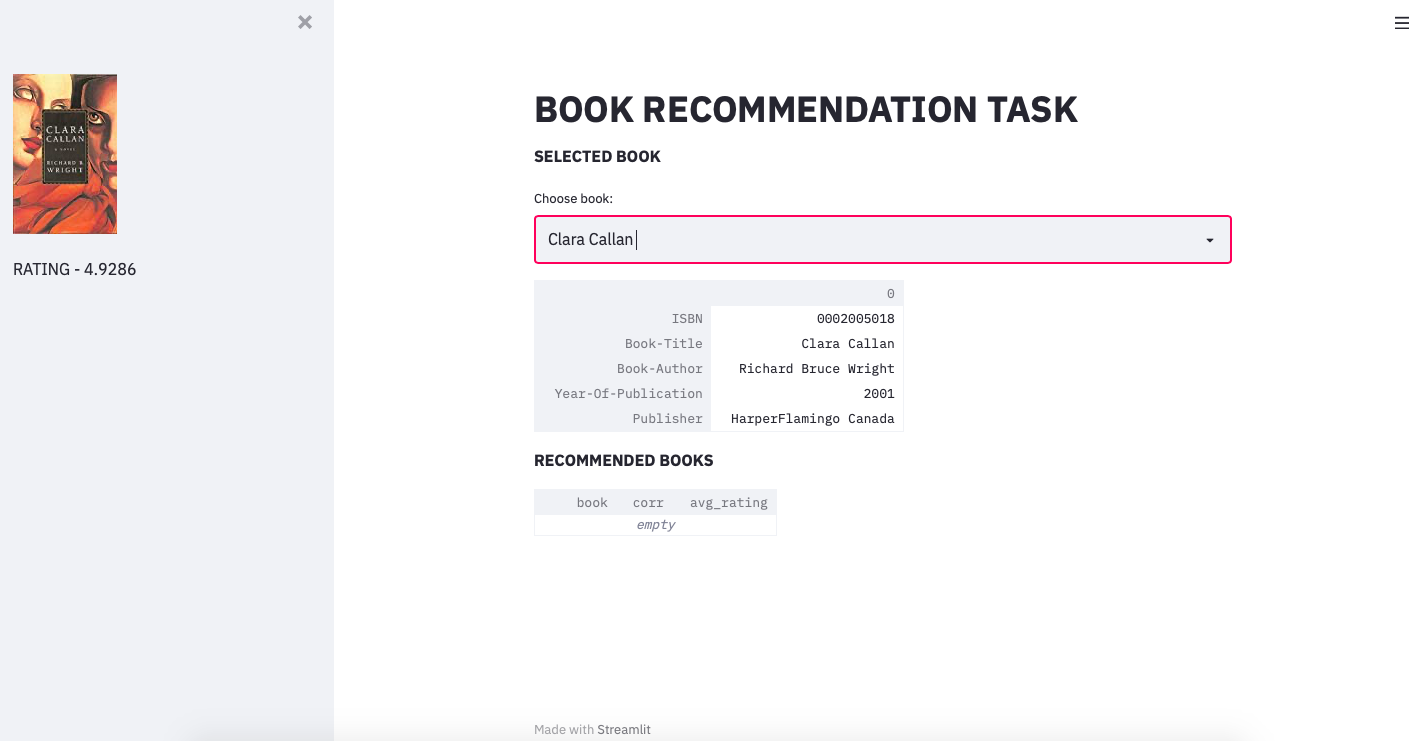 CLARA
CALLAN
A NOVEL
RICHARD B.
WRIGHT
RATING - 4.9286
BOOK RECOMMENDATION TASK
SELECTED BOOK
Choose book:
Clara Callan
0
ISBN 0002005018
Book-Title Clara Callan
Book-Author Richard Bruce Wright
Year-Of-Publication 2001
Publisher HarperFlamingo Canada
RECOMMENDED BOOKS
book corr avg_rating
empty
Made with Streamlit